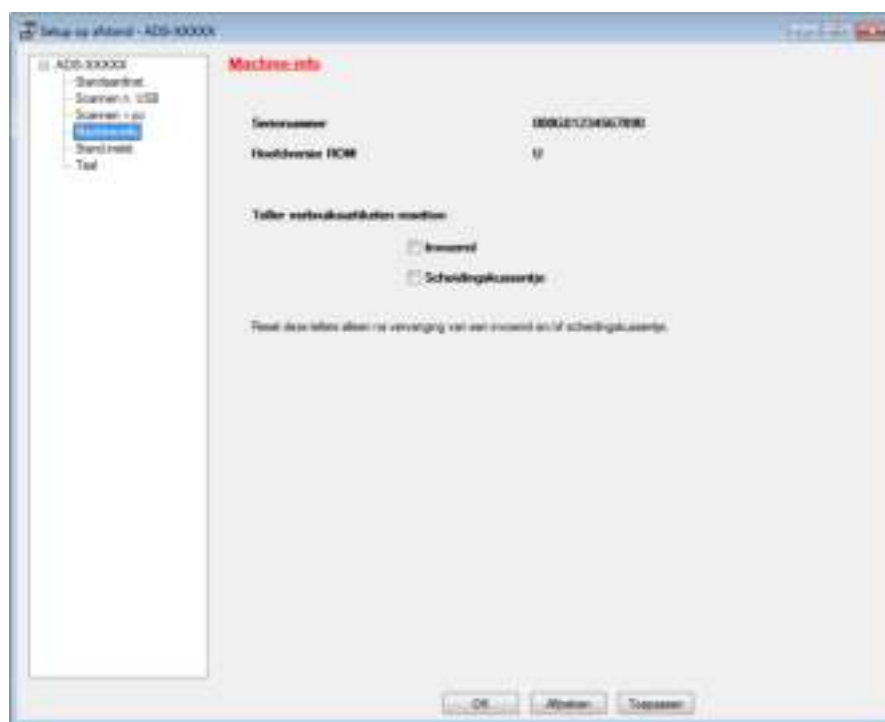 Setup op afstand - ADS-XXXXX
ADS-XXXXX
Standaardinst.
Scannen n. USB
Scannen > pc
Machine-info
Stand.instel.
Taal
Machine-info
Serienummer
Hoofdversie ROM U
Teller verbruiksartikelen resetten
Invoerrol
Scheidingskussentje
Reset deze tellers alleen na vervanging van een invoerrol en/of scheidingskussentje.
OK Afbreken Toepassen